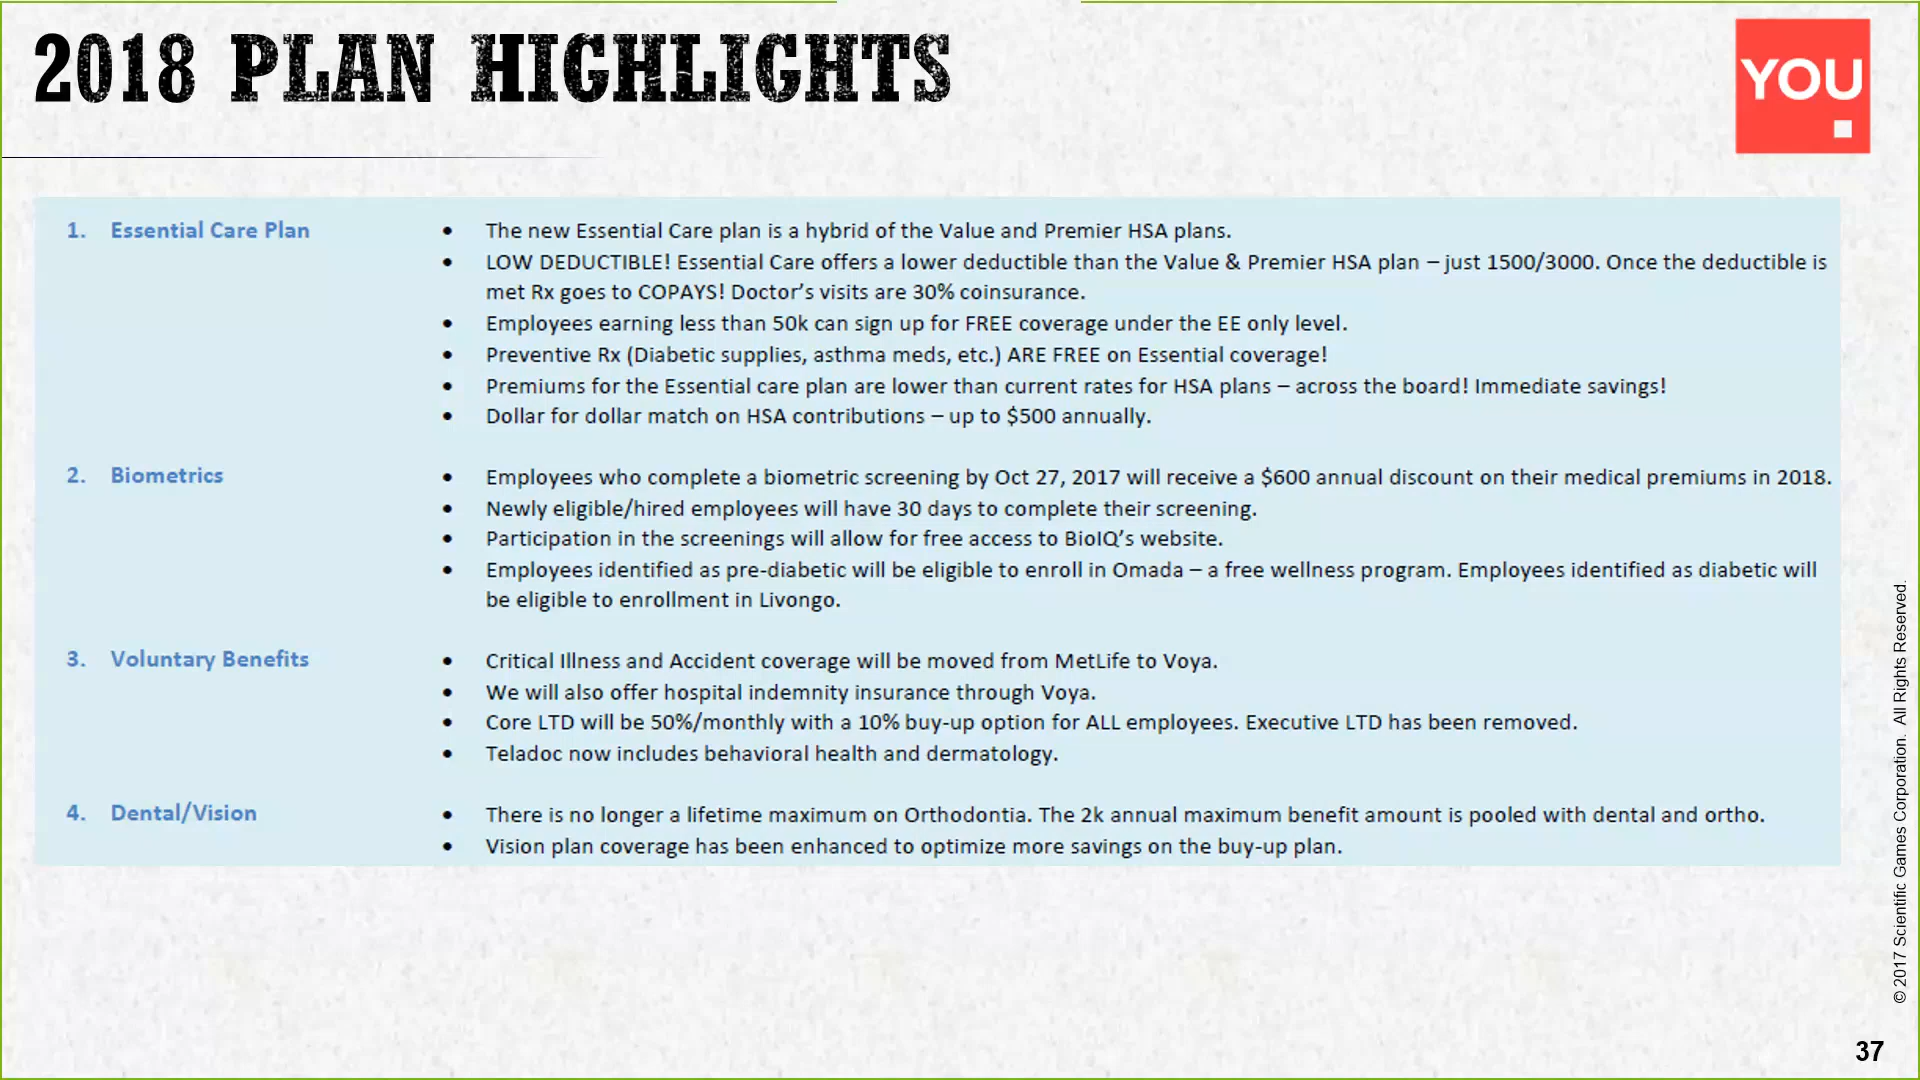 2018 PLAN HIGHLIGHTS
YOU
1. Essential Care Plan
• The new Essential Care plan is a hybrid of the Value and Premier HSA plans.
• LOW DEDUCTIBLE! Essential Care offers a lower deductible than the Value & Premier HSA plan – just 1500/3000. Once the deductible is
met Rx goes to COPAYS! Doctor's visits are 30% coinsurance.
• Employees earning less than 50k can sign up for FREE coverage under the EE only level.
• Preventive Rx (Diabetic supplies, asthma meds, etc.) ARE FREE on Essential coverage!
• Premiums for the Essential care plan are lower than current rates for HSA plans – across the board! Immediate savings!
• Dollar for dollar match on HSA contributions – up to $500 annually.
2. Biometrics
• Employees who complete a biometric screening by Oct 27, 2017 will receive a $600 annual discount on their medical premiums in 2018.
• Newly eligible/hired employees will have 30 days to complete their screening.
• Participation in the screenings will allow for free access to BioIQ's website.
• Employees identified as pre-diabetic will be eligible to enroll in Omada – a free wellness program. Employees identified as diabetic will
be eligible to enrollment in Livongo.
3. Voluntary Benefits
• Critical Illness and Accident coverage will be moved from MetLife to Voya.
• We will also offer hospital indemnity insurance through Voya.
• Core LTD will be 50%/monthly with a 10% buy-up option for ALL employees. Executive LTD has been removed.
• Teladoc now includes behavioral health and dermatology.
4. Dental/Vision
• There is no longer a lifetime maximum on Orthodontia. The 2k annual maximum benefit amount is pooled with dental and ortho.
• Vision plan coverage has been enhanced to optimize more savings on the buy-up plan.
© 2017 Scientific Games Corporation. All Rights Reserved.
37